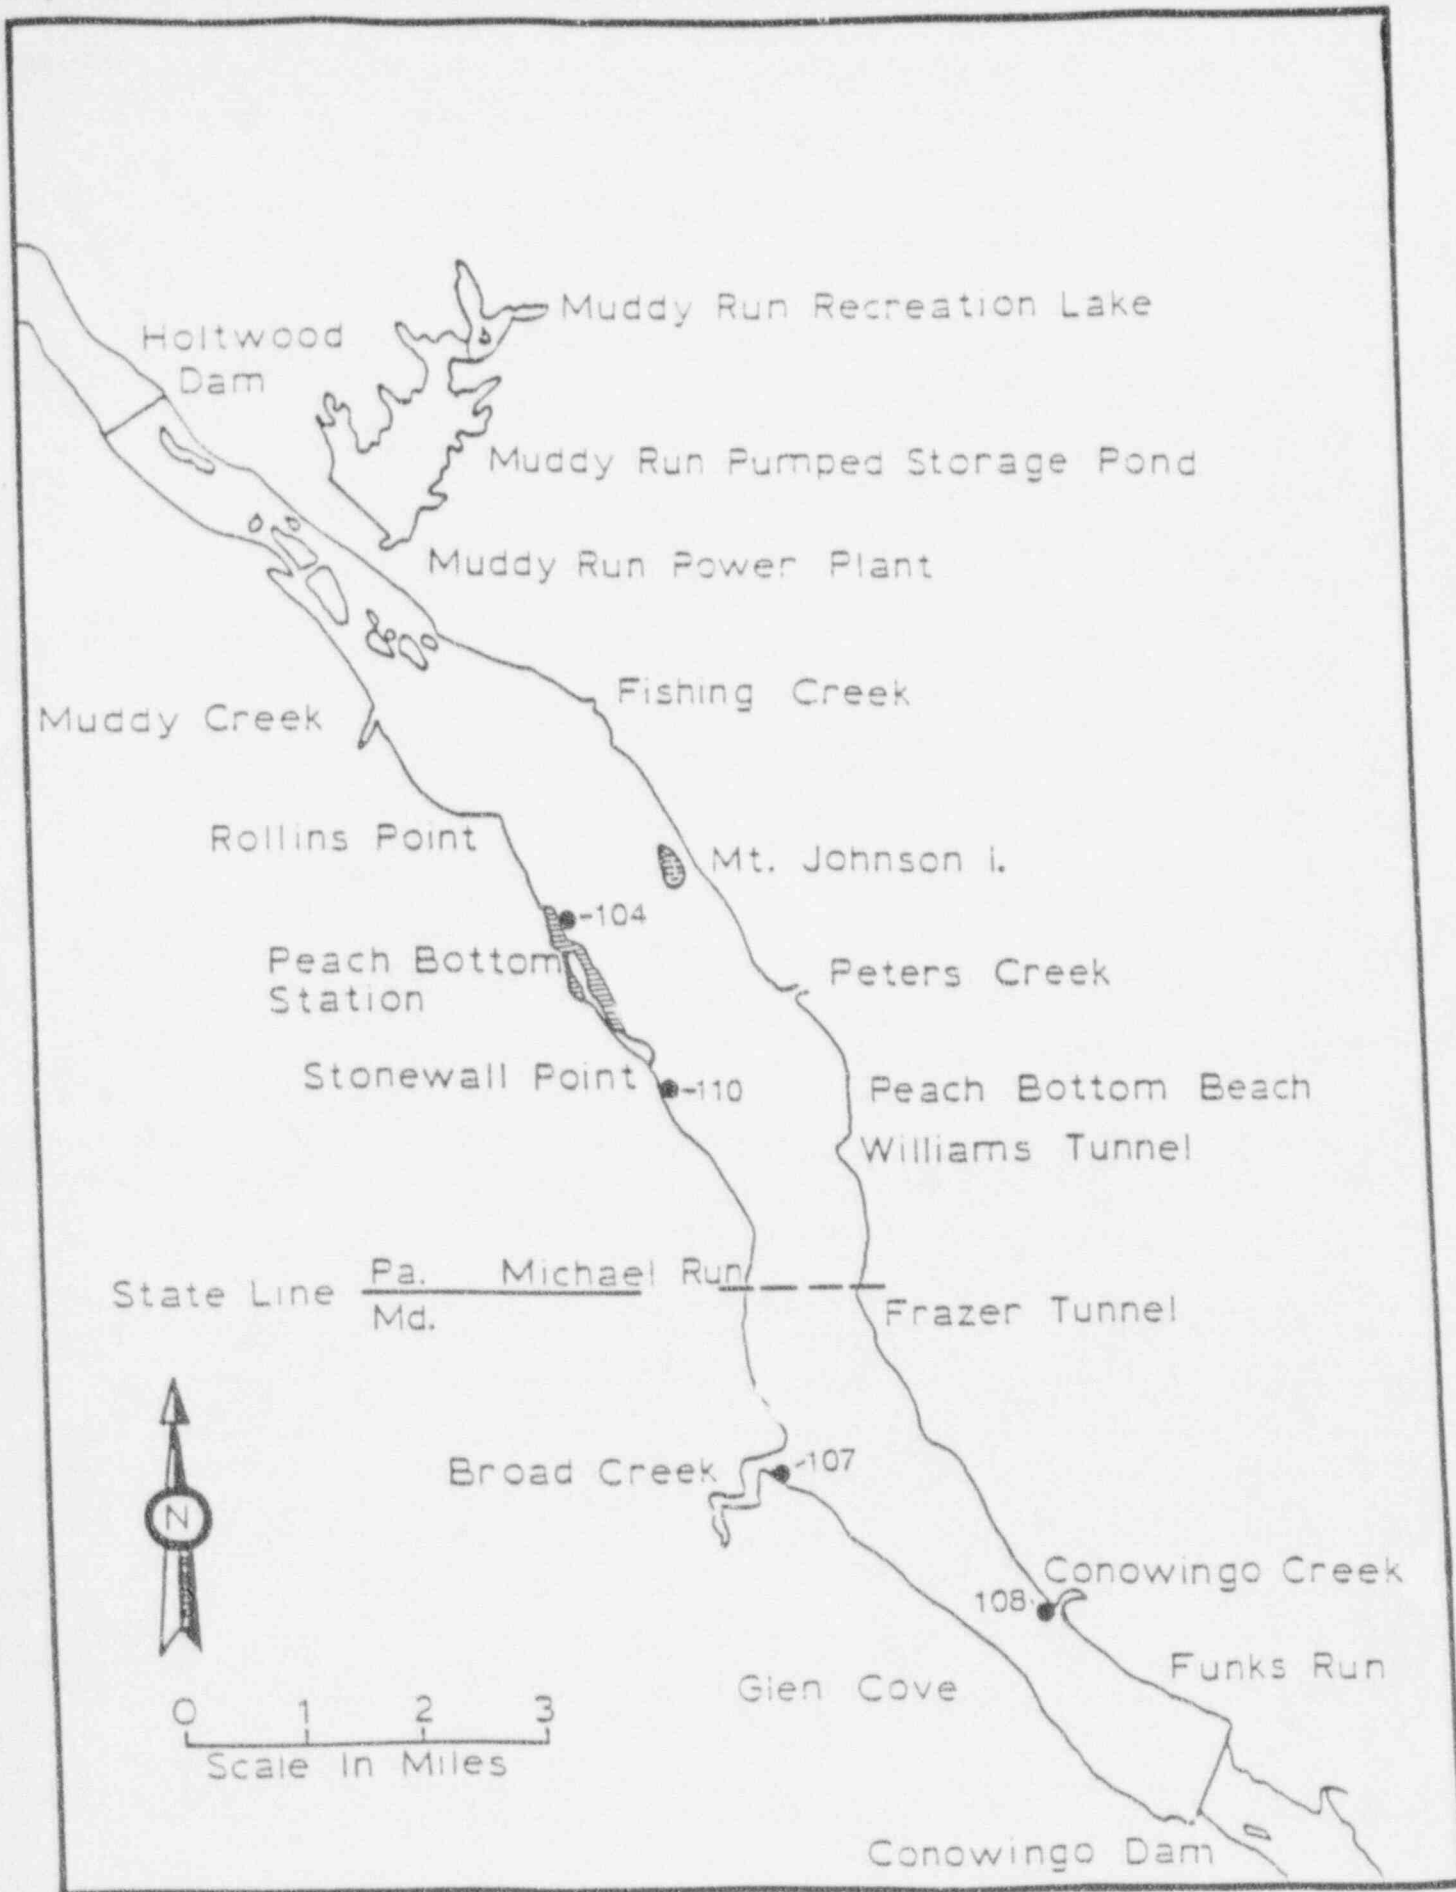 Muddy Run Recreation Lake
Holtwood
Dam
Muddy Run Pumped Storage Pond
Muddy Run Power Plant
Fishing Creek
Muddy Creek
Rollins Point
Mt. Johnson i.
-104
Peach Bottom
Station
Peters Creek
Stonewall Point
-110
Peach Bottom Beach
Williams Tunnel
State Line
Pa.
Michael Run
Md.
Frazer Tunnel
Broad Creek
-107
N
Conowingo Creek
108
Funks Run
Glen Cove
0 1 2 3
Scale In Miles
Conowingo Dam